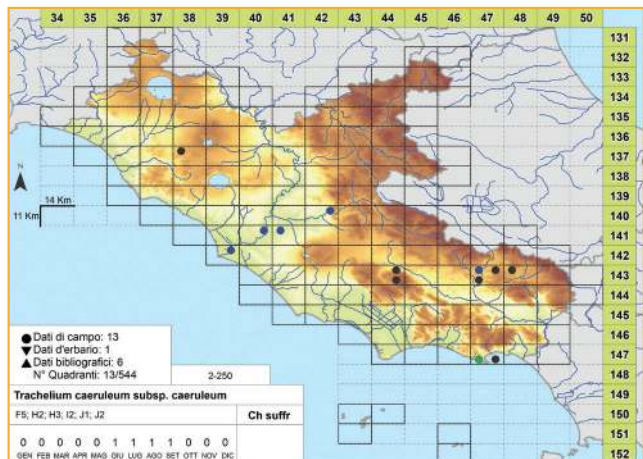 34 35 36 37 38 39 40 41 42 43 44 45 46 47 48 49 50
131
132
133
134
135
136
137
138
139
140
141
142
143
144
145
146
147
148
149
150
151
152
N
14 Km
11 Km
Dati di campo: 13
Dati d'erbario: 1
Dati bibliografici: 6
N° Quadranti: 13/544
2-250
Trachelium caeruleum subsp. caeruleum
F5; H2; H3; I2; J1; J2
Ch suffr
0 0 0 0 0 1 1 1 1 0 0 0
GEN FEB MAR APR MAG GIU LUG AGO SET OTT NOV DIC